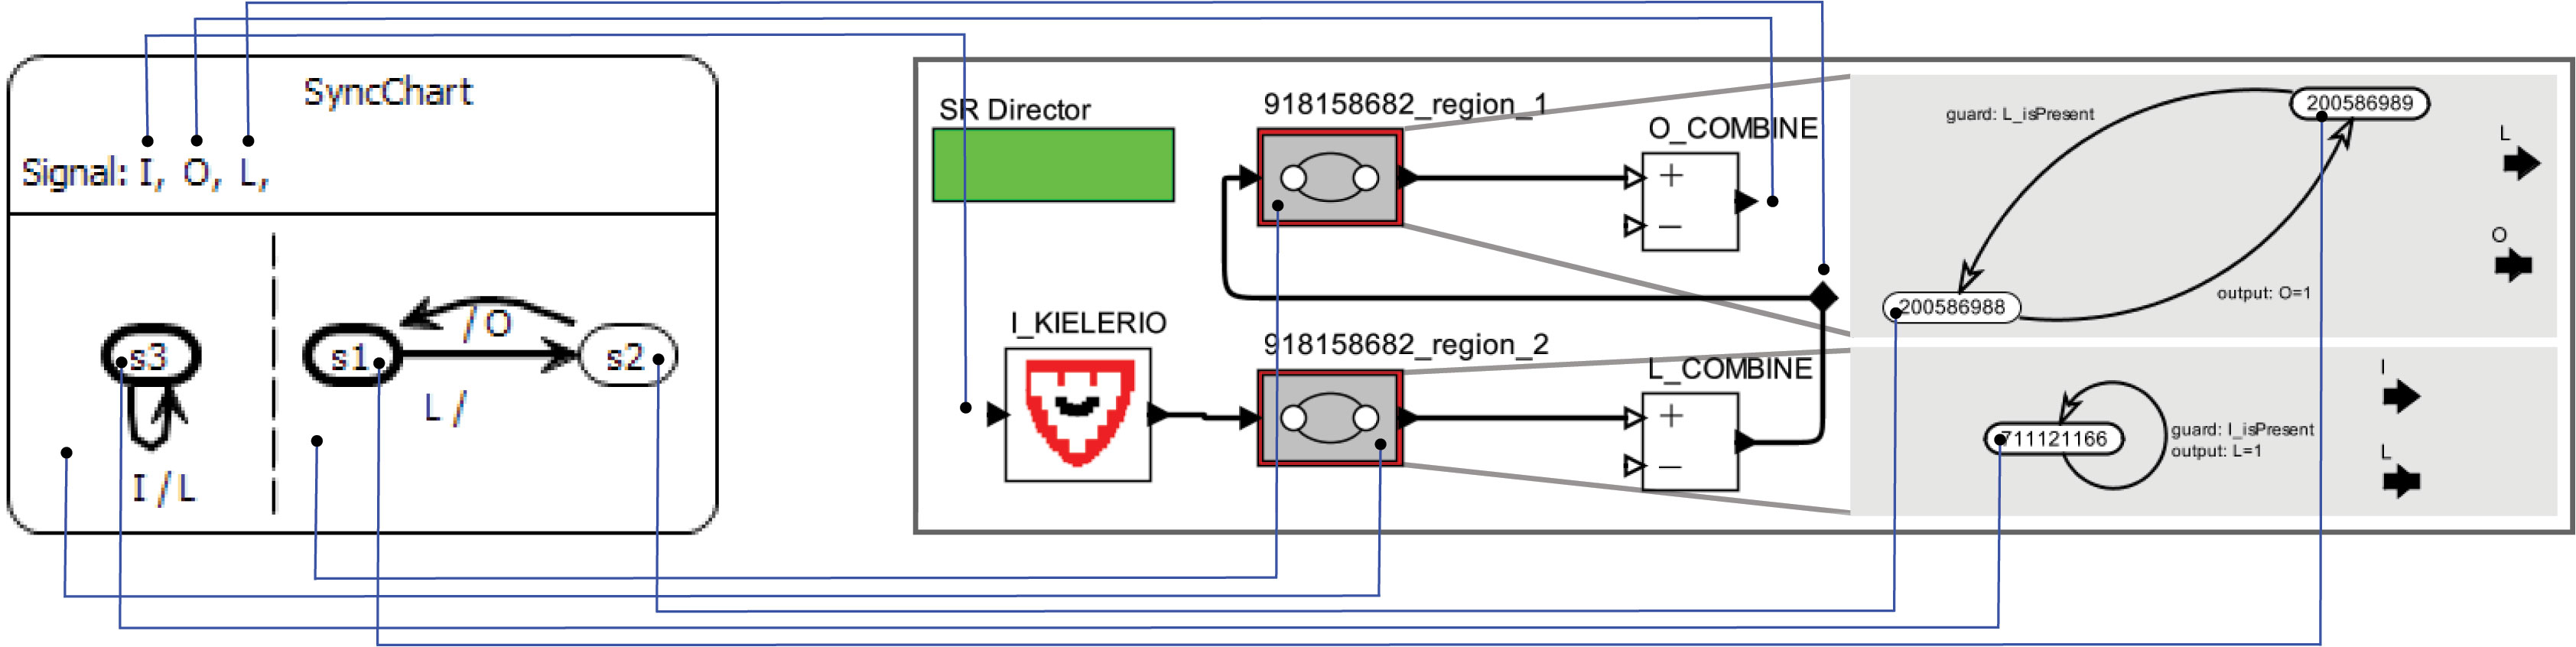 SyncChart
Signal: I, O, L,
s3
I / L
s1
/ O
s2
L /
SR Director
918158682_region_1
O_COMBINE
+
−
I_KIELERIO
918158682_region_2
L_COMBINE
+
−
guard: L_isPresent
200586989
L
O
200586988
output: O=1
I
711121166
guard: I_isPresent
output: L=1
L